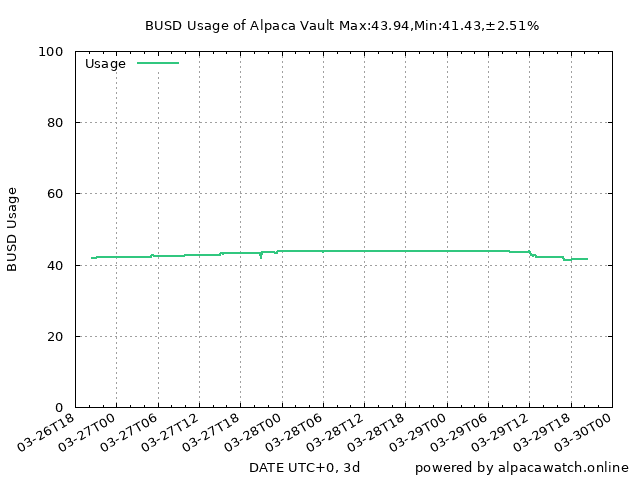 BUSD Usage of Alpaca Vault Max:43.94,Min:41.43,±2.51%
Usage
BUSD Usage
100
80
60
40
20
0
03-26T18 03-27T00 03-27T06 03-27T12 03-27T18 03-28T00 03-28T06 03-28T12 03-28T18 03-29T00 03-29T06 03-29T12 03-29T18 03-30T00
DATE UTC+0, 3d powered by alpacawatch.online